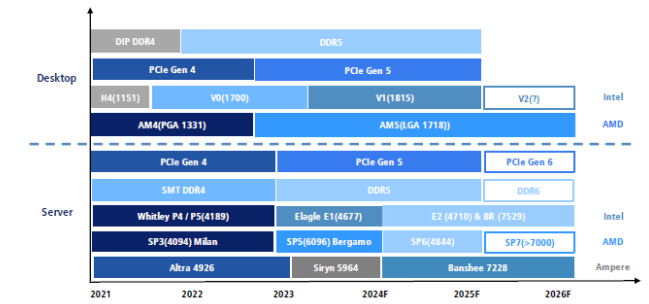 DIP DDR4 DDR5
Desktop
PCIe Gen 4 PCIe Gen 5
H4(1151) V0(1700) V1(1815) V2(?) Intel
AM4(PGA 1331) AM5(LGA 1718)) AMD
PCIe Gen 4 PCIe Gen 5 PCIe Gen 6
SMT DDR4 DDR5 DDR6
Server
Whitley P4 / P5(4189) Elagle E1(4677) E2 (4710) & BR (7529) Intel
SP3(4094) Milan SP5(6096) Bergamo SP6(4844) SP7(>7000) AMD
Altra 4926 Siryn 5964 Banshee 7228 Ampere
2021 2022 2023 2024F 2025F 2026F